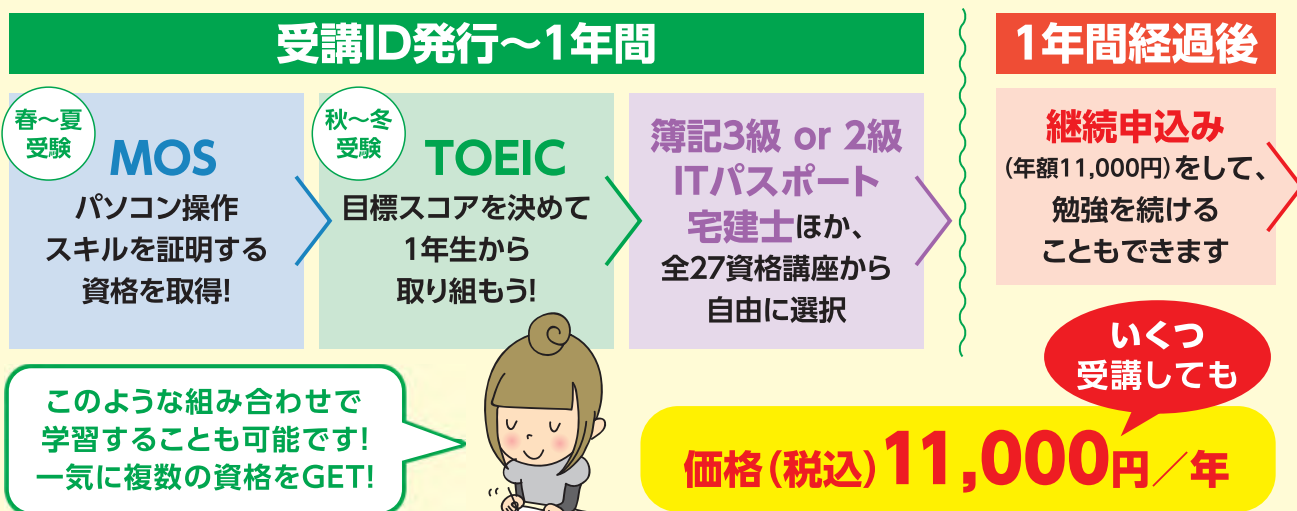 受講ID発行～1年間
春～夏
受験
MOS
パソコン操作
スキルを証明する
資格を取得!
秋～冬
受験
TOEIC
目標スコアを決めて
1年生から
取り組もう!
簿記3級 or 2級
ITパスポート
宅建士ほか、
全27資格講座から
自由に選択
1年間経過後
継続申込み
(年額11,000円)をして、
勉強を続ける
こともできます
このような組み合わせで
学習することも可能です!
一気に複数の資格をGET!
いくつ
受講しても
価格(税込)11,000円／年